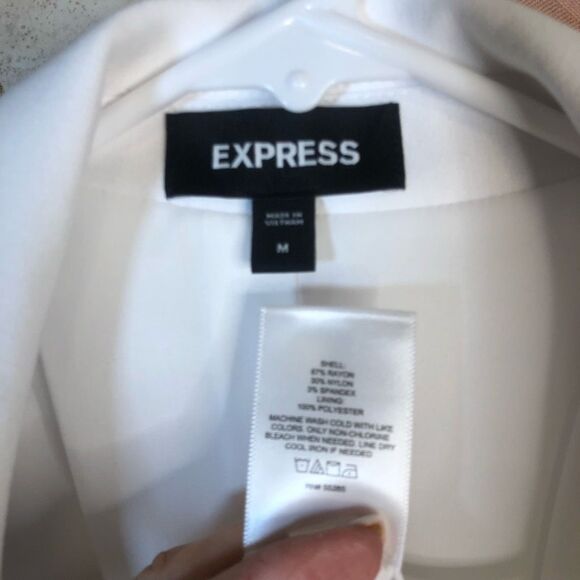 EXPRESS
MADE IN
VIETNAM
M
SHELL:
67% RAYON
30% NYLON
3% SPANDEX
LINING:
100% POLYESTER
MACHINE WASH COLD WITH LIKE
COLORS. ONLY NON-CHLORINE
BLEACH WHEN NEEDED. LINE DRY
COOL IRON IF NEEDED